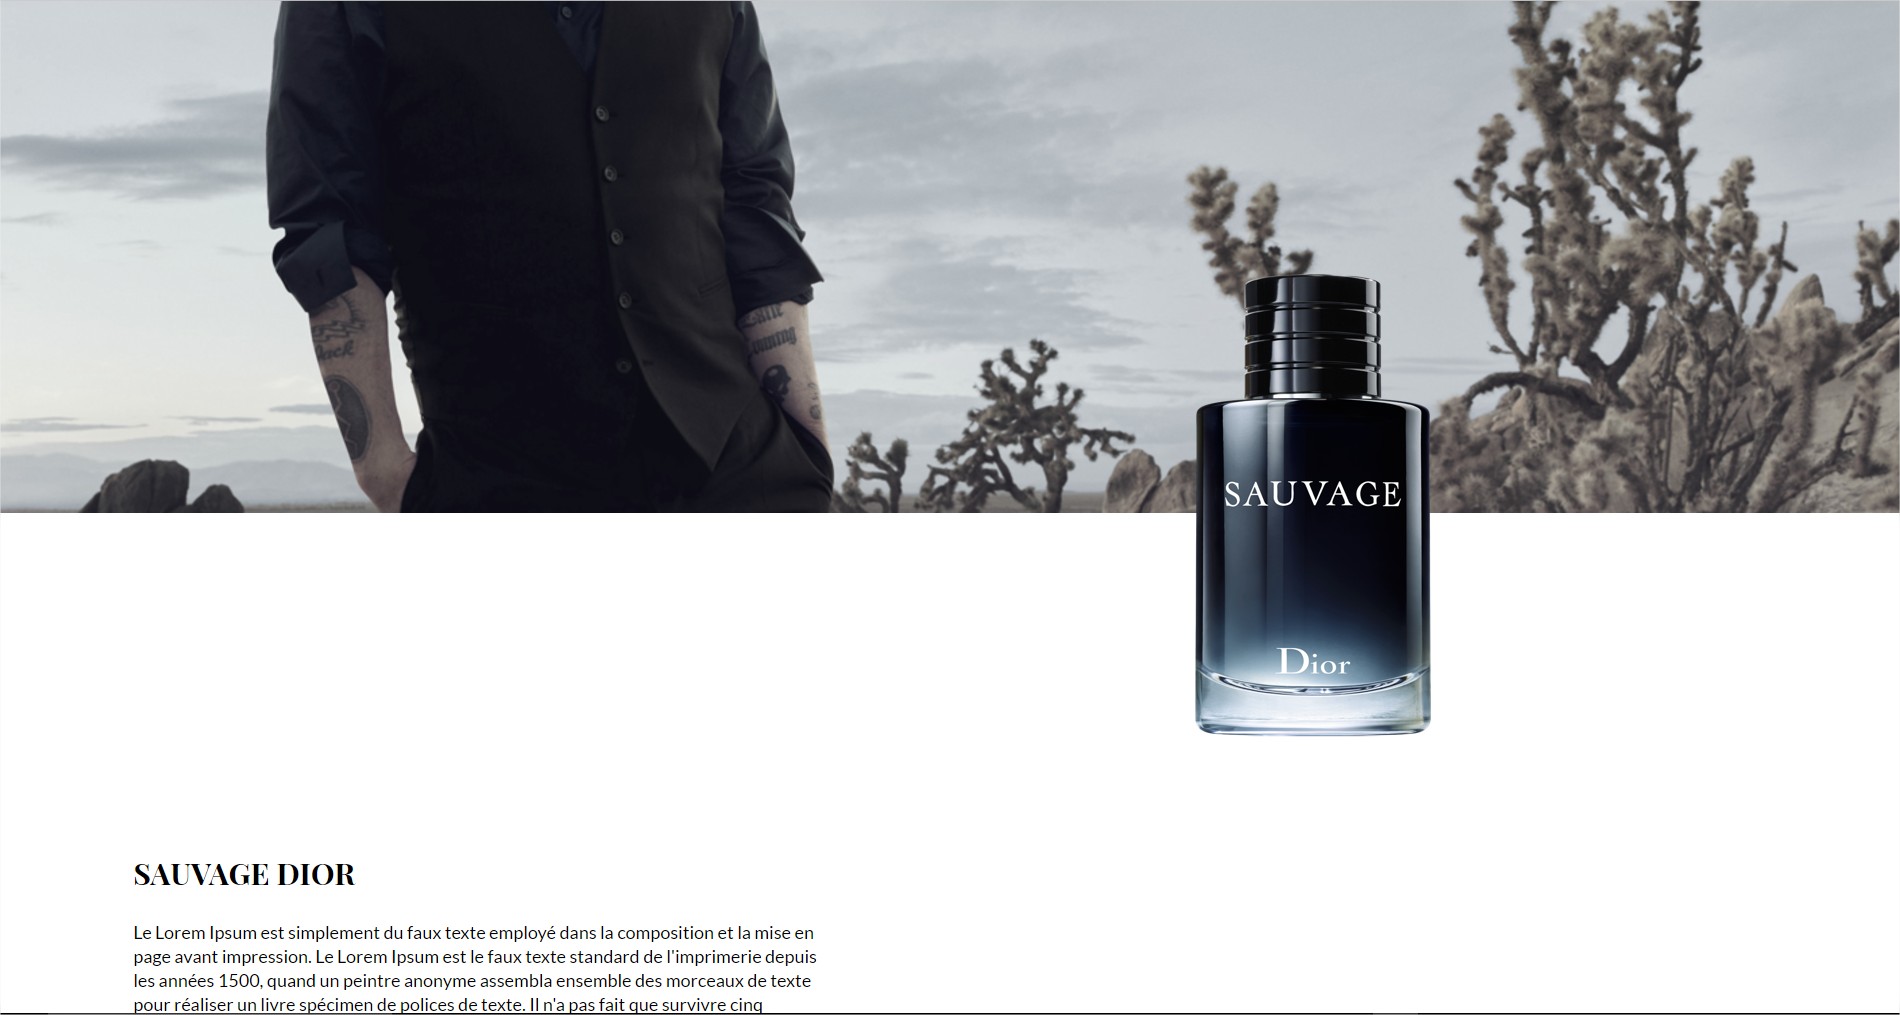 SAUVAGE
Dior
SAUVAGE DIOR
Le Lorem Ipsum est simplement du faux texte employé dans la composition et la mise en
page avant impression. Le Lorem Ipsum est le faux texte standard de l'imprimerie depuis
les années 1500, quand un peintre anonyme assembla ensemble des morceaux de texte
pour réaliser un livre spécimen de polices de texte. Il n'a pas fait que survivre cinq